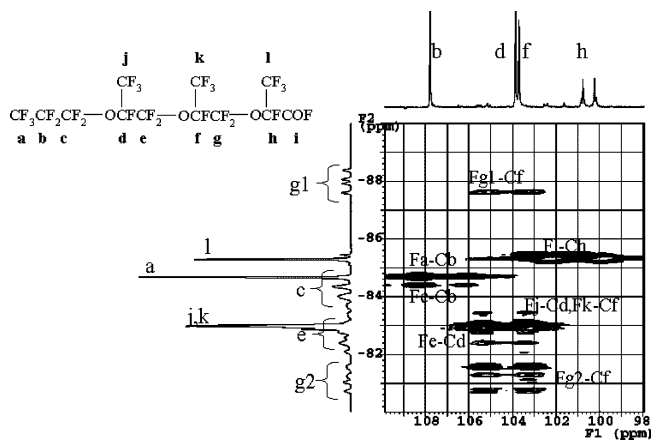 j k l
CF3 CF3 CF3
CF3CF2CF2—OCFCF2—OCFCF2—OCFCOF
a b c d e f g h i
b d f h
F2 (ppm)
g1
Fg1-Cf
-88
l
-86
Fl-Ch
a
Fa-Cb
c
Fc-Cb
-84
j,k
Fj-Cd,Fk-Cf
e
Fe-Cd
-82
g2
Fg2-Cf
108 106 104 102 100 98
F1 (ppm)